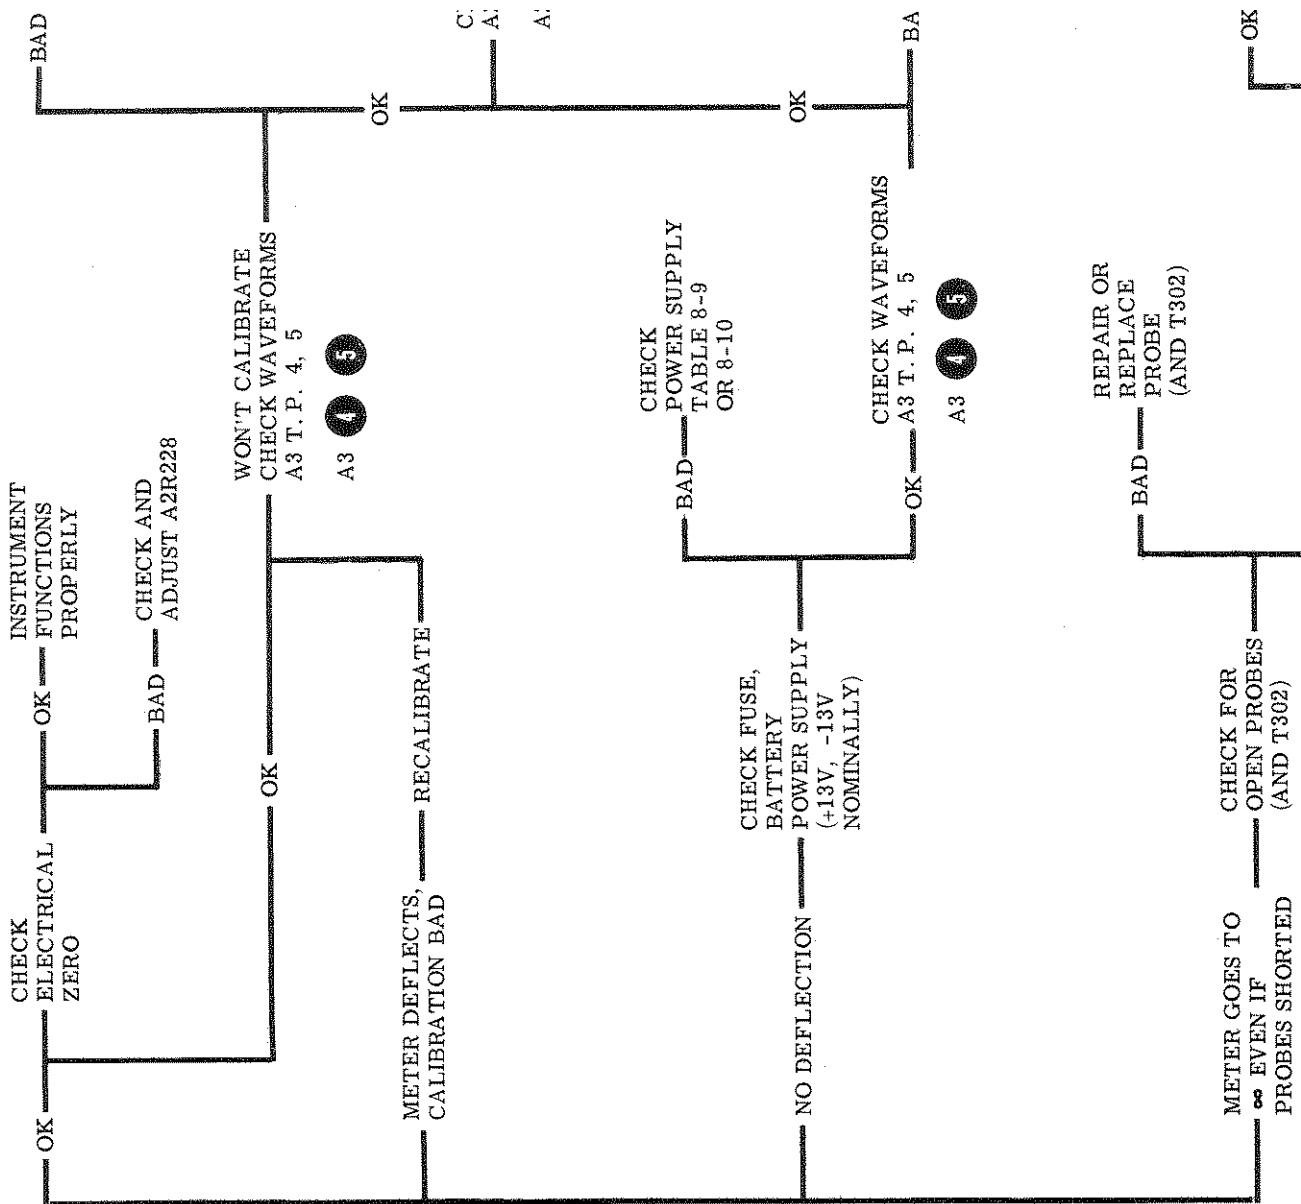 OK
CHECK
ELECTRICAL
ZERO
OK
INSTRUMENT
FUNCTIONS
PROPERLY
BAD
CHECK AND
ADJUST A2R228
OK
METER DEFLECTS,
CALIBRATION BAD
RECALIBRATE
WON'T CALIBRATE
CHECK WAVEFORMS
A3 T.P. 4, 5
A3 4 5
BAD
OK
NO DEFLECTION
CHECK FUSE,
BATTERY
POWER SUPPLY
(+13V, -13V
NOMINALLY)
BAD
CHECK
POWER SUPPLY
TABLE 8-9
OR 8-10
OK
CHECK WAVEFORMS
A3 T.P. 4, 5
A3 4 5
OK
BA
METER GOES TO
∞ EVEN IF
PROBES SHORTED
CHECK FOR
OPEN PROBES
(AND T302)
BAD
REPAIR OR
REPLACE
PROBE
(AND T302)
OK